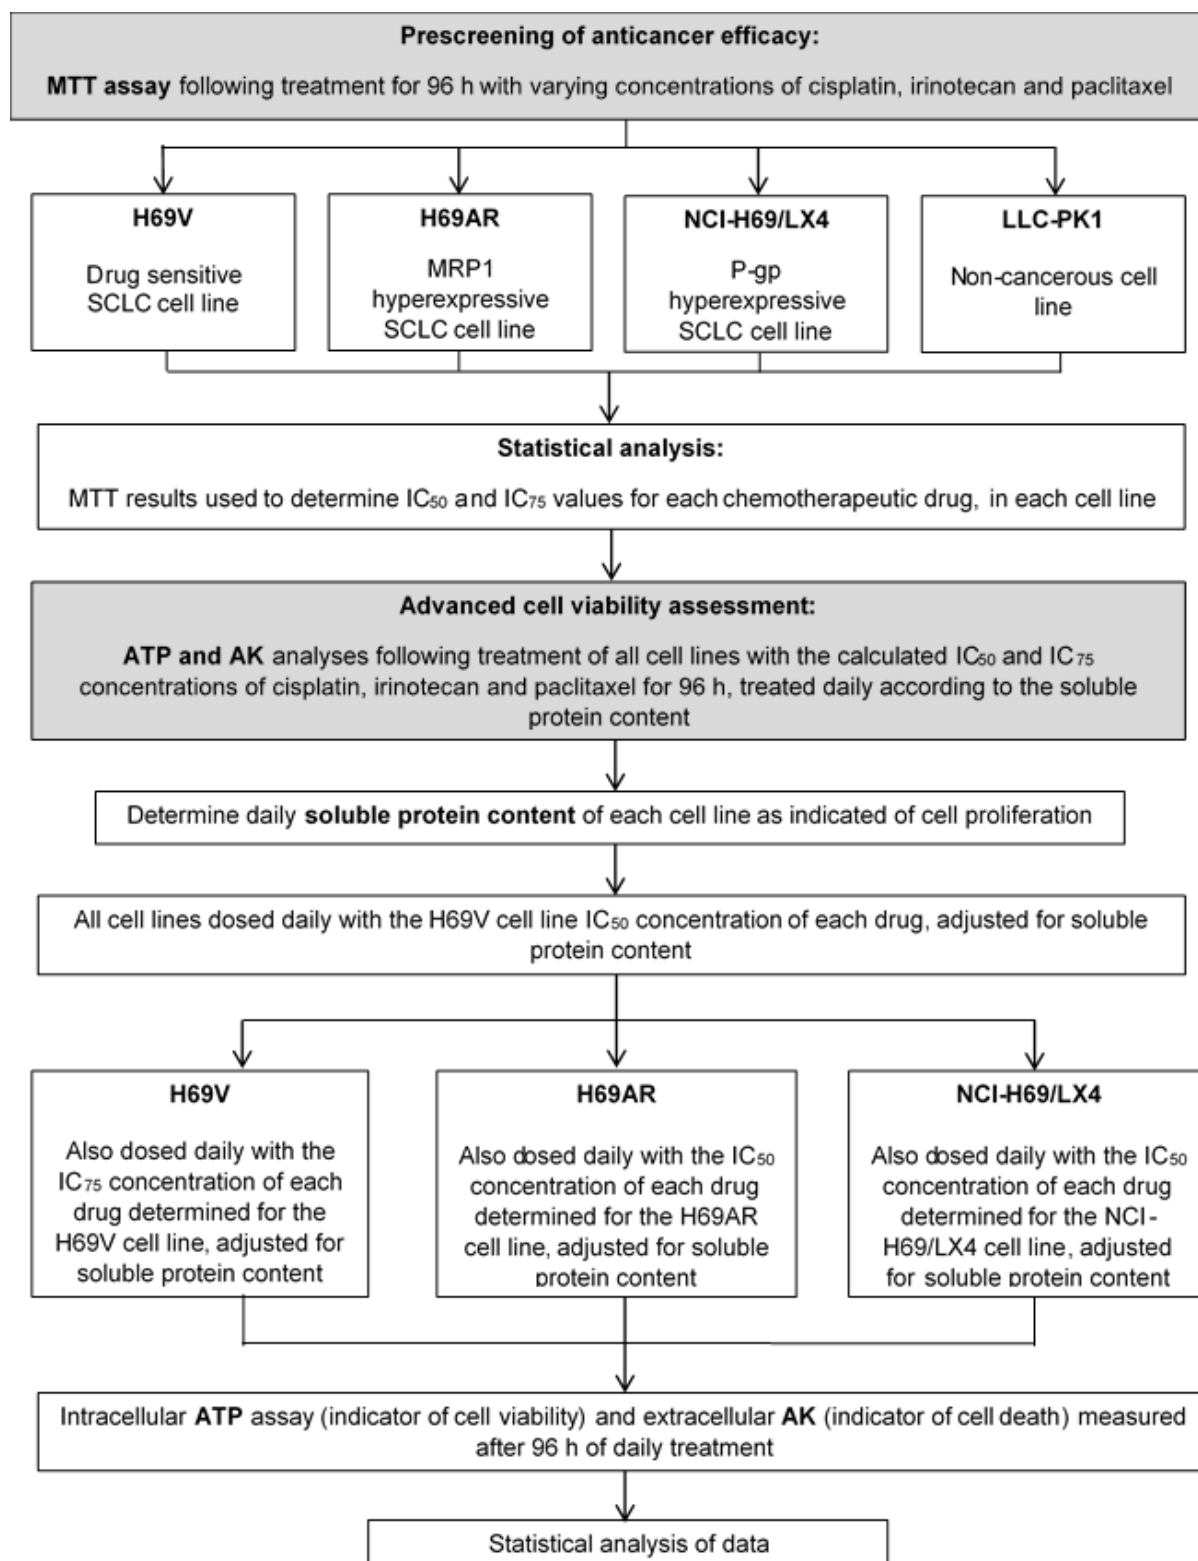 Prescreening of anticancer efficacy:
MTT assay following treatment for 96 h with varying concentrations of cisplatin, irinotecan and paclitaxel
H69V
Drug sensitive
SCLC cell line
H69AR
MRP1
hyperexpressive
SCLC cell line
NCI-H69/LX4
P-gp
hyperexpressive
SCLC cell line
LLC-PK1
Non-cancerous cell
line
Statistical analysis:
MTT results used to determine IC50 and IC75 values for each chemotherapeutic drug, in each cell line
Advanced cell viability assessment:
ATP and AK analyses following treatment of all cell lines with the calculated IC50 and IC75
concentrations of cisplatin, irinotecan and paclitaxel for 96 h, treated daily according to the soluble
protein content
Determine daily soluble protein content of each cell line as indicated of cell proliferation
All cell lines dosed daily with the H69V cell line IC50 concentration of each drug, adjusted for soluble
protein content
H69V
Also dosed daily with the
IC75 concentration of each
drug determined for the
H69V cell line, adjusted for
soluble protein content
H69AR
Also dosed daily with the IC50
concentration of each drug
determined for the H69AR
cell line, adjusted for soluble
protein content
NCI-H69/LX4
Also dosed daily with the IC50
concentration of each drug
determined for the NCI-
H69/LX4 cell line, adjusted
for soluble protein content
Intracellular ATP assay (indicator of cell viability) and extracellular AK (indicator of cell death) measured
after 96 h of daily treatment
Statistical analysis of data